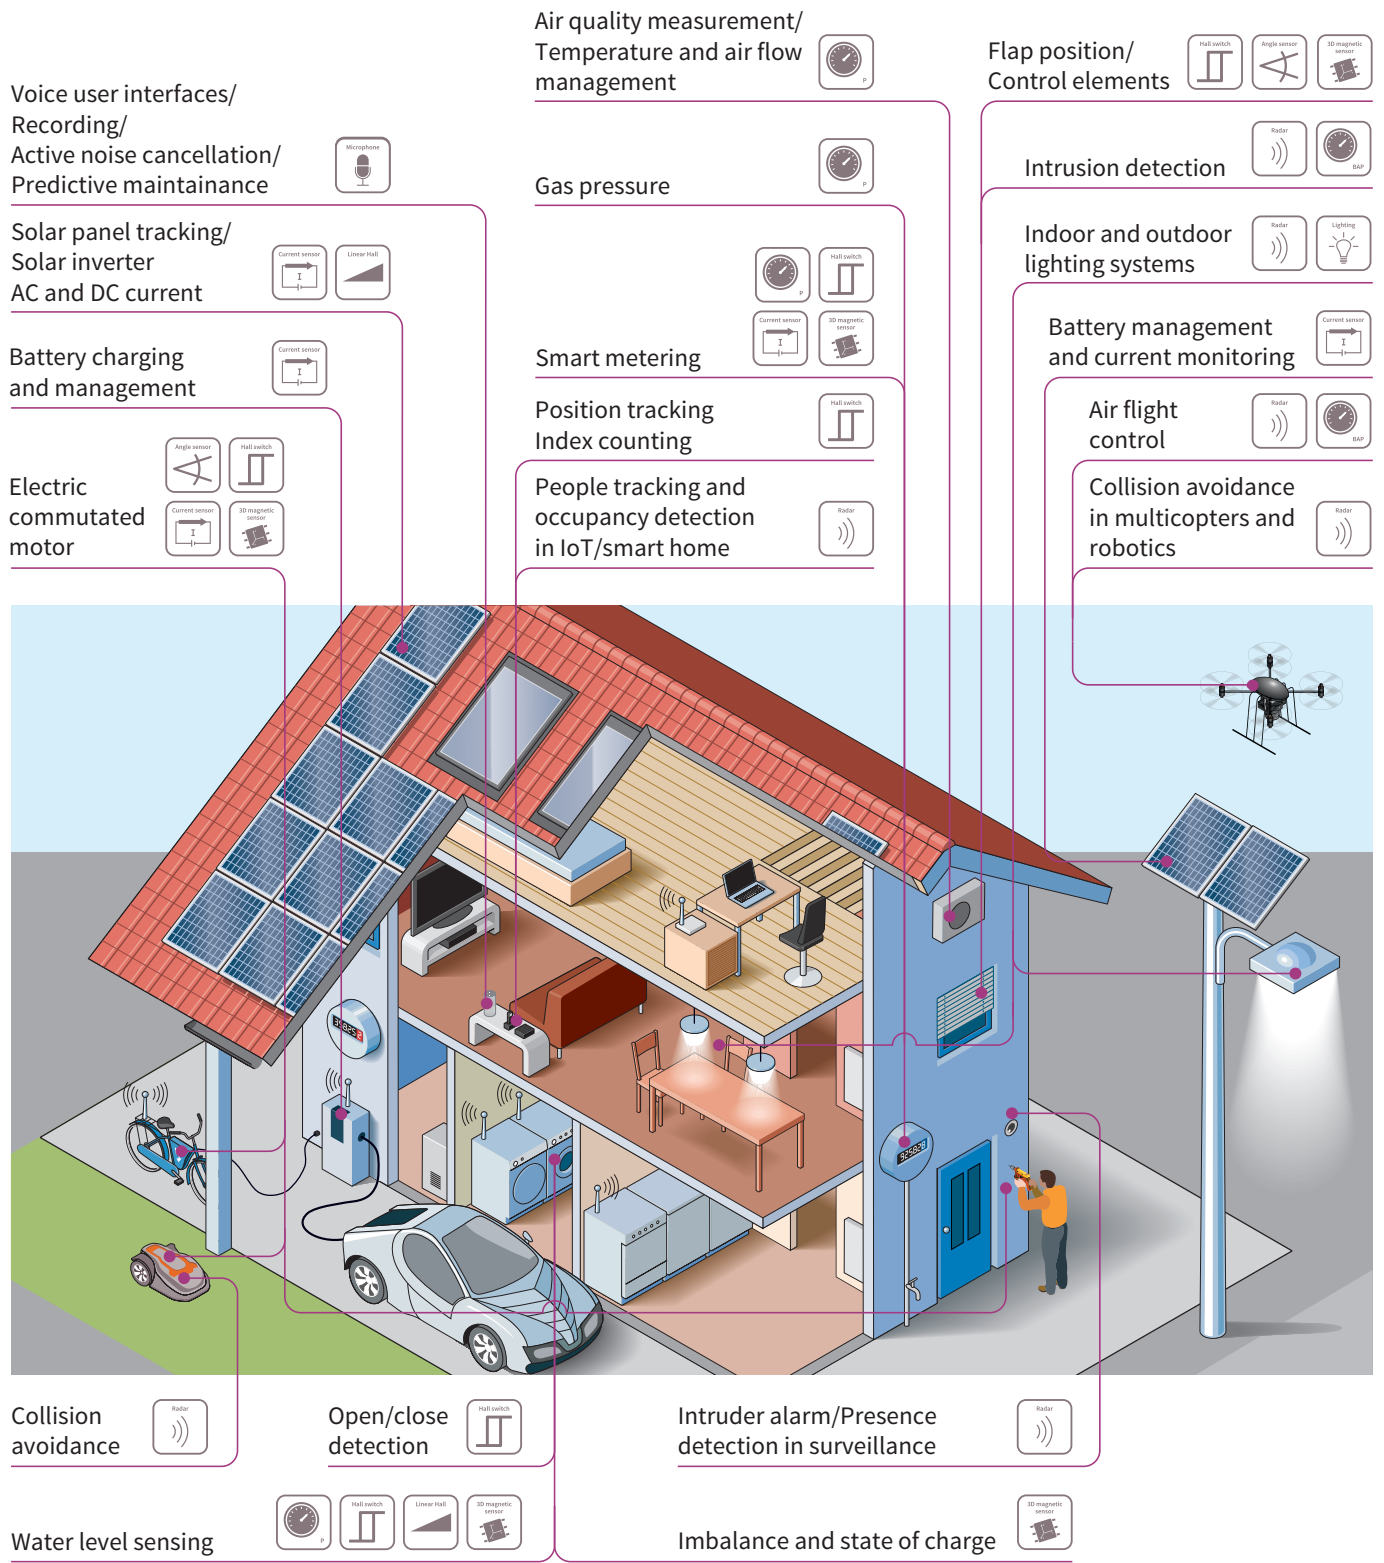 Air quality measurement/
Temperature and air flow
management
P
Flap position/
Control elements
Hall switch
Angle sensor
3D magnetic
sensor
Voice user interfaces/
Recording/
Active noise cancellation/
Predictive maintainance
Microphone
Gas pressure
P
Intrusion detection
Radar
BAP
Solar panel tracking/
Solar inverter
AC and DC current
Current sensor
I
Linear Hall
Indoor and outdoor
lighting systems
Radar
Lighting
Smart metering
P
Hall switch
Current sensor
I
3D magnetic
sensor
Battery management
and current monitoring
Current sensor
I
Battery charging
and management
Current sensor
I
Position tracking
Index counting
Hall switch
Air flight
control
Radar
BAP
Electric
commutated
motor
Angle sensor
Hall switch
Current sensor
I
3D magnetic
sensor
People tracking and
occupancy detection
in IoT/smart home
Radar
Collision avoidance
in multicopters and
robotics
Radar
Collision
avoidance
Radar
Open/close
detection
Hall switch
Intruder alarm/Presence
detection in surveillance
Radar
Water level sensing
P
Hall switch
Linear Hall
3D magnetic
sensor
Imbalance and state of charge
3D magnetic
sensor